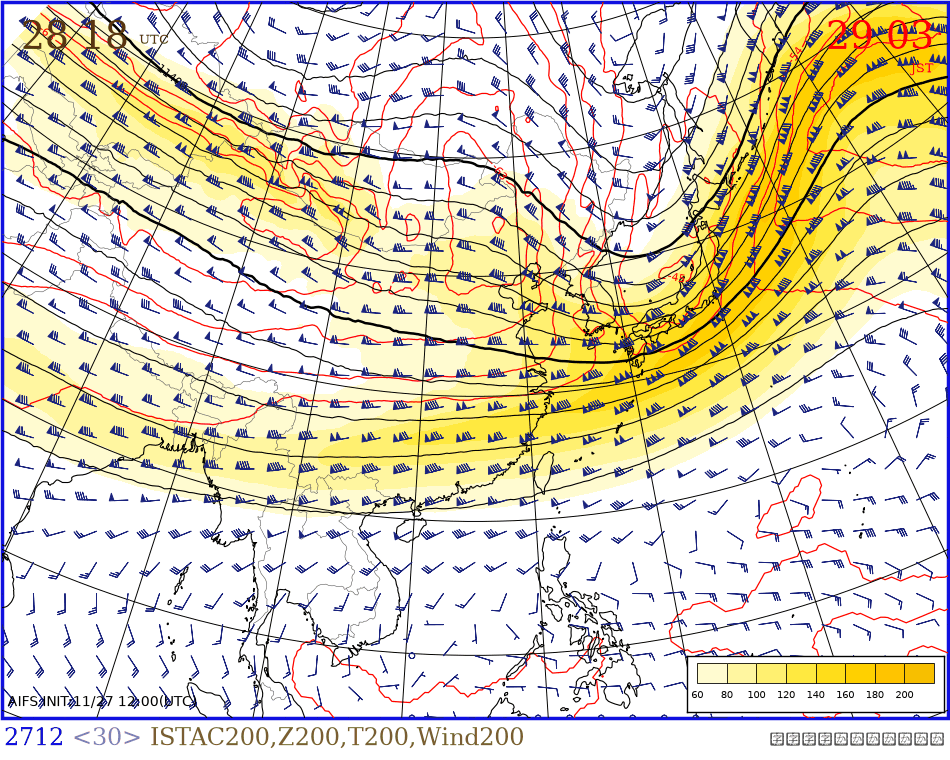 28 18 UTC
29 03
JST
60 80 100 120 140 160 180 200
AIFS:INIT:11/27 12:00(UTC)
2712 <30> ISTAC200,Z200,T200,Wind200